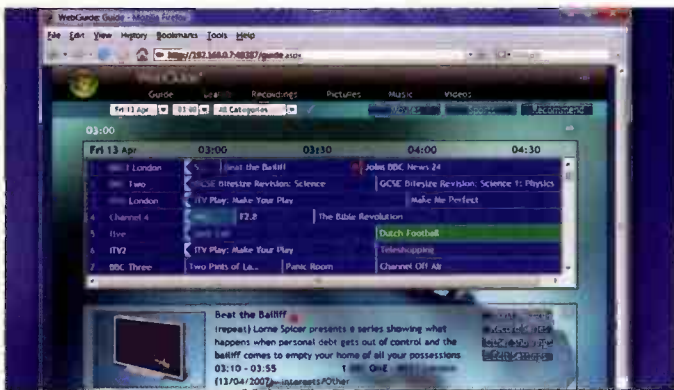 WebGuide: Guide - Mozilla Firefox
File Edit View History Bookmarks Tools Help
http://192.168.0.7:48387/guide.aspx
WebGuide
Guide Search Recordings Pictures Music Videos
Fri 13 Apr 03:00 All Categories
03:00
Fri 13 Apr 03:00 03:30 04:00 04:30
London Beat the Bailiff Joins BBC News 24
Two GCSE Bitesize Revision: Science GCSE Bitesize Revision: Science 1: Physics
London ITV Play: Make Your Play Make Me Perfect
4 Channel 4 F2.8 The Bible Revolution
5 five Dutch Football
6 ITV2 ITV Play: Make Your Play Teleshopping
7 BBC Three Two Pints of La... Panic Room Channel Off Air
Beat the Bailiff
(repeat) Lorne Spicer presents a series showing what
happens when personal debt gets out of control and the
bailiff comes to empty your home of all your possessions
03:10 - 03:55
(13/04/2007) - interests/Other